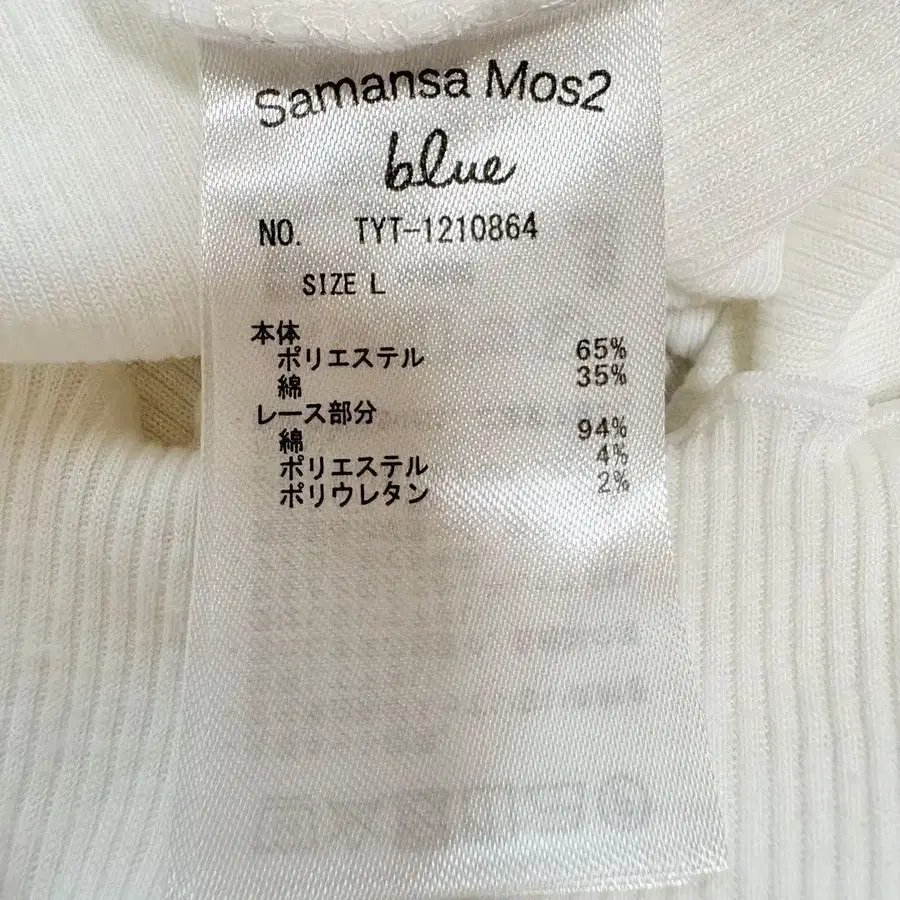 Samansa Mos2
blue
NO. TYT-1210864
SIZE L
本体
ポリエステル 65%
綿 35%
レース部分
綿 94%
ポリエステル 4%
ポリウレタン 2%